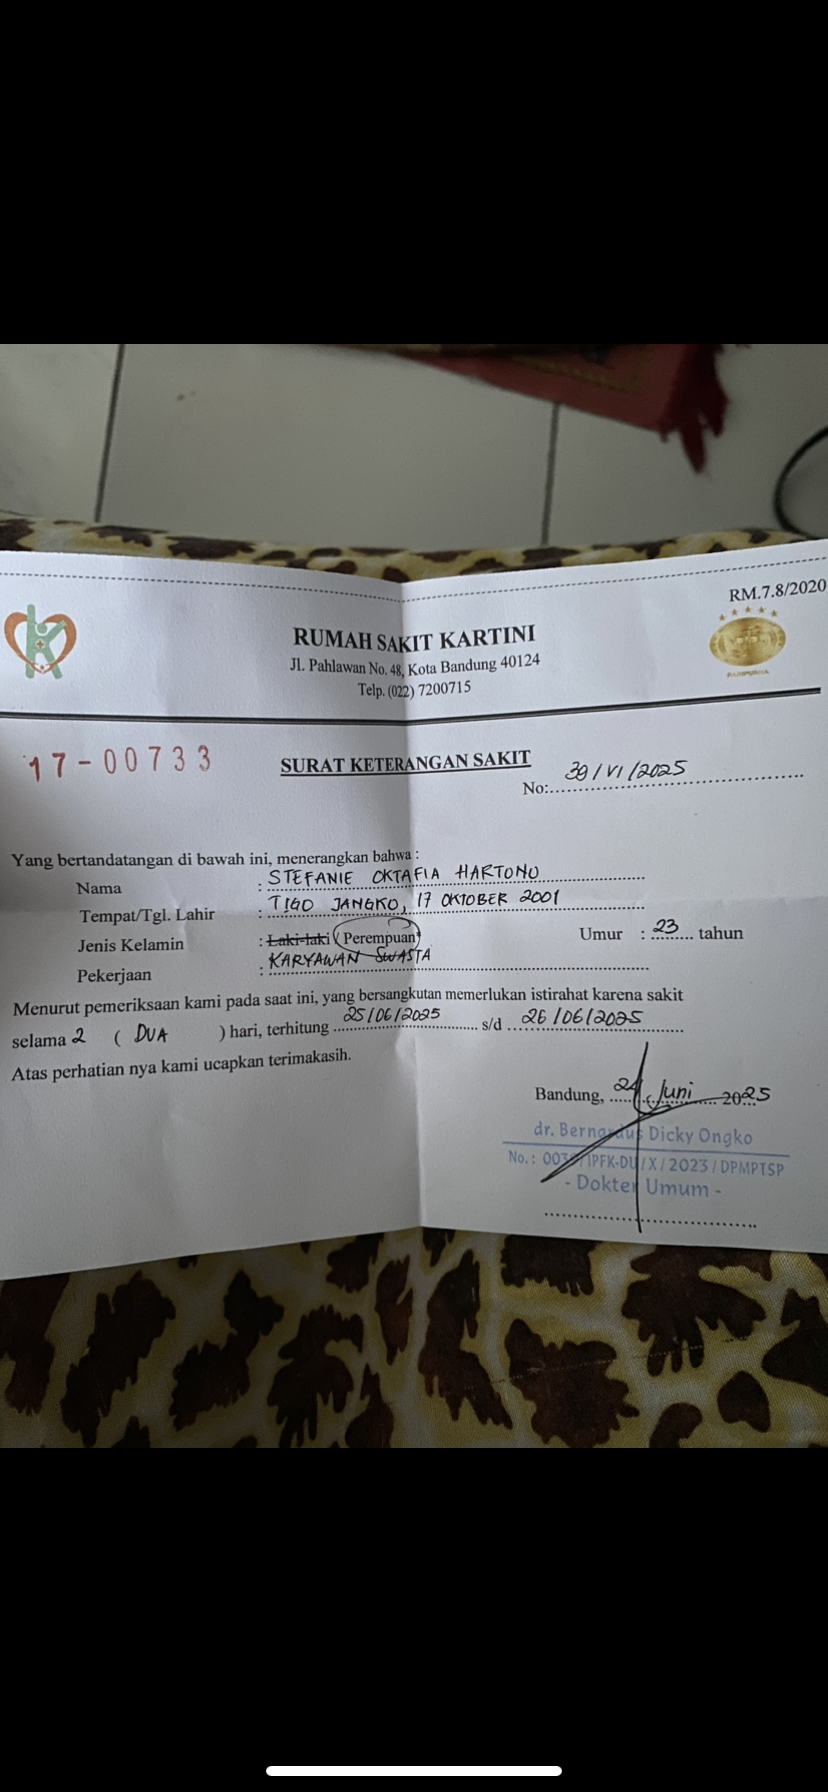 RM.7.8/2020
RUMAH SAKIT KARTINI
Jl. Pahlawan No. 48, Kota Bandung 40124
Telp. (022) 7200715
17-00733
SURAT KETERANGAN SAKIT
No: 39/VI/2025
Yang bertandatangan di bawah ini, menerangkan bahwa :
Nama : STEFANIE OKTAFIA HARTONO
Tempat/Tgl. Lahir : TIGO JANGKO, 17 OKTOBER 2001
Jenis Kelamin : Laki-laki / Perempuan* Umur : 23 tahun
Pekerjaan : KARYAWAN SWASTA
Menurut pemeriksaan kami pada saat ini, yang bersangkutan memerlukan istirahat karena sakit
selama 2 ( DUA ) hari, terhitung 25/06/2025 s/d 26/06/2025
Atas perhatian nya kami ucapkan terimakasih.
Bandung, 24 Juni 2025
dr. Bernardus Dicky Ongko
No.: /IPFK-DU/X/2023/DPMPTSP
- Dokter Umum -